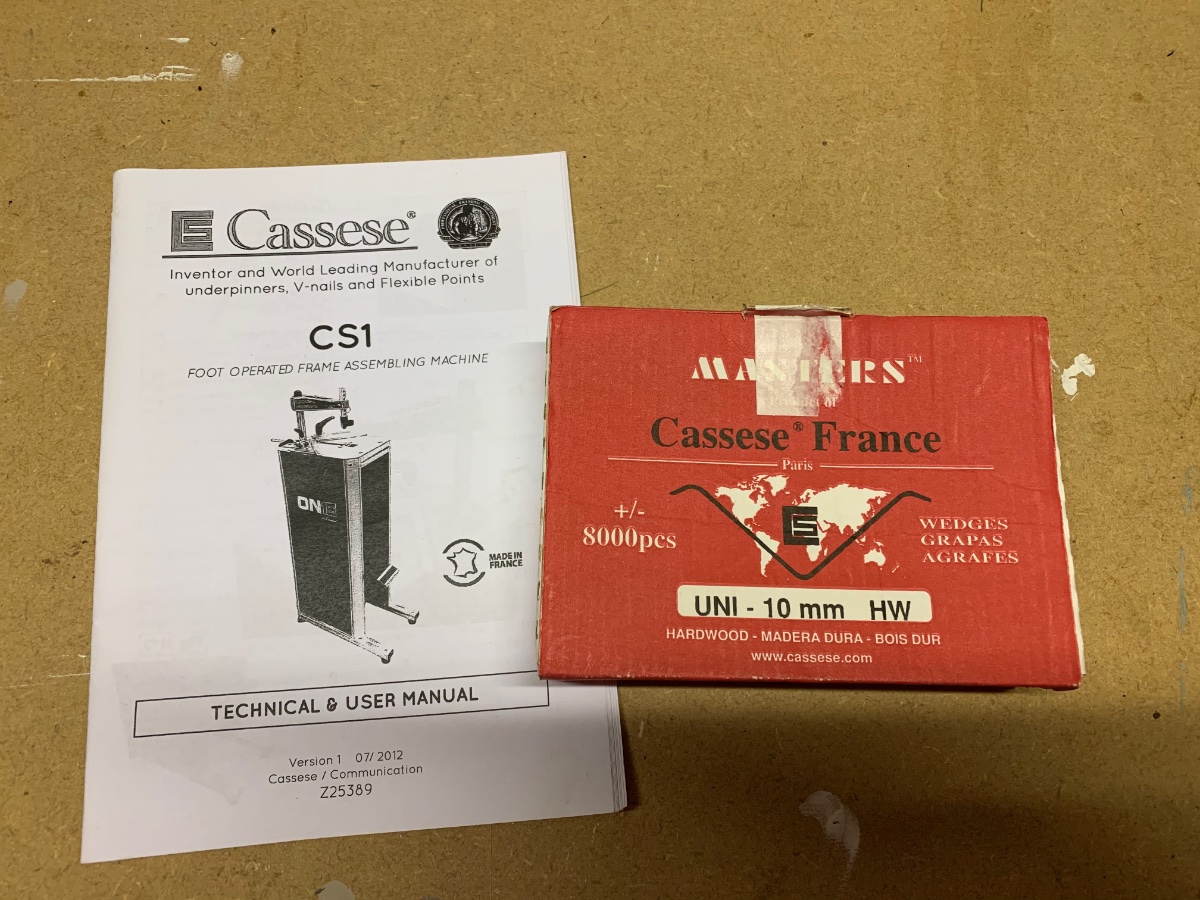 Cassese®
Inventor and World Leading Manufacturer of
underpinners, V-nails and Flexible Points
CS1
FOOT OPERATED FRAME ASSEMBLING MACHINE
MADE IN
FRANCE
TECHNICAL & USER MANUAL
Version 1 07/2012
Cassese / Communication
Z25389
MASTERS™
of
Cassese® France
Paris
+/-
8000pcs
WEDGES
GRAPAS
AGRAFES
UNI - 10 mm HW
HARDWOOD - MADERA DURA - BOIS DUR
www.cassese.com